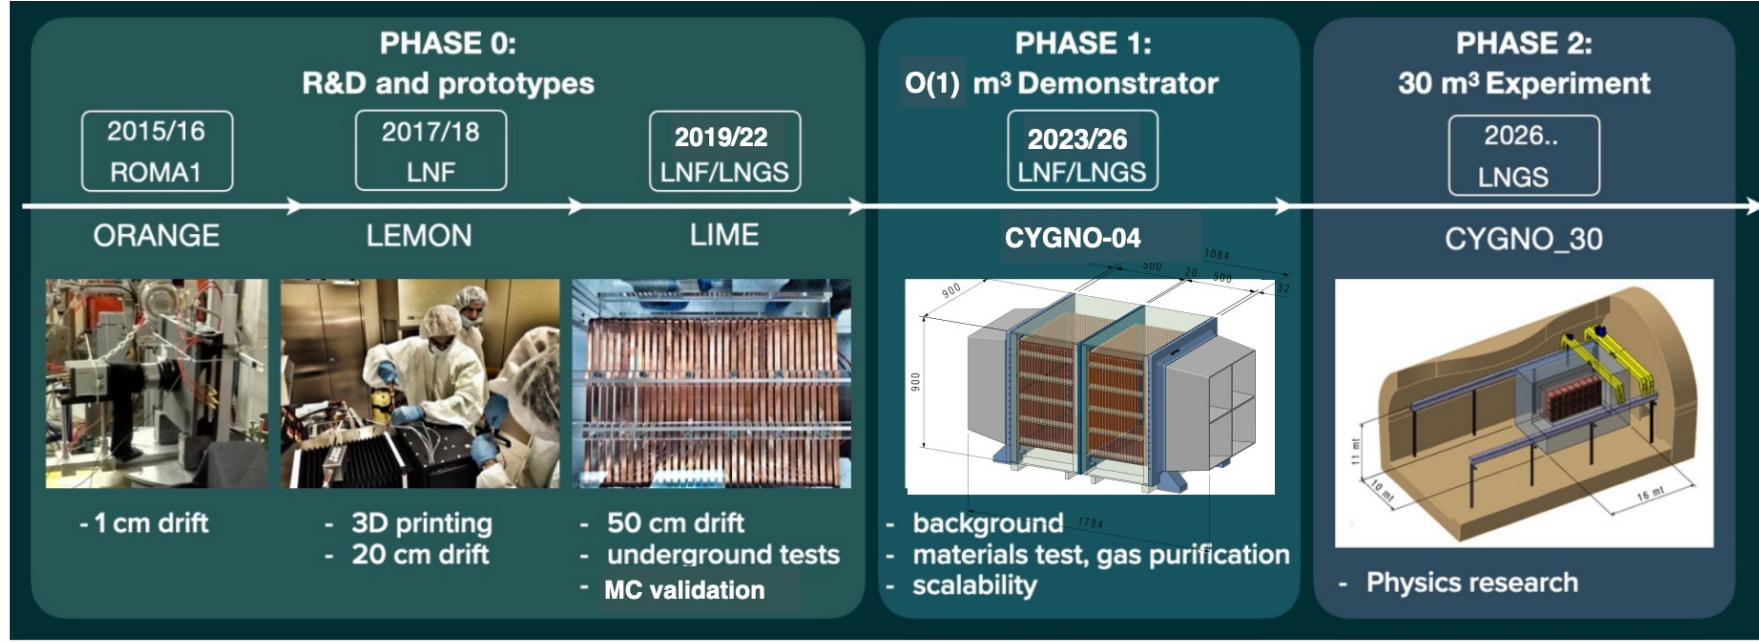 PHASE 0:
R&D and prototypes
2015/16
ROMA1
2017/18
LNF
2019/22
LNF/LNGS
ORANGE
LEMON
LIME
- 1 cm drift
- 3D printing
- 20 cm drift
- 50 cm drift
- underground tests
- MC validation
PHASE 1:
O(1) m³ Demonstrator
2023/26
LNF/LNGS
CYGNO-04
1084
500
20
500
32
900
900
1784
- background
- materials test, gas purification
- scalability
PHASE 2:
30 m³ Experiment
2026..
LNGS
CYGNO_30
11 mt
10 mt
16 mt
- Physics research